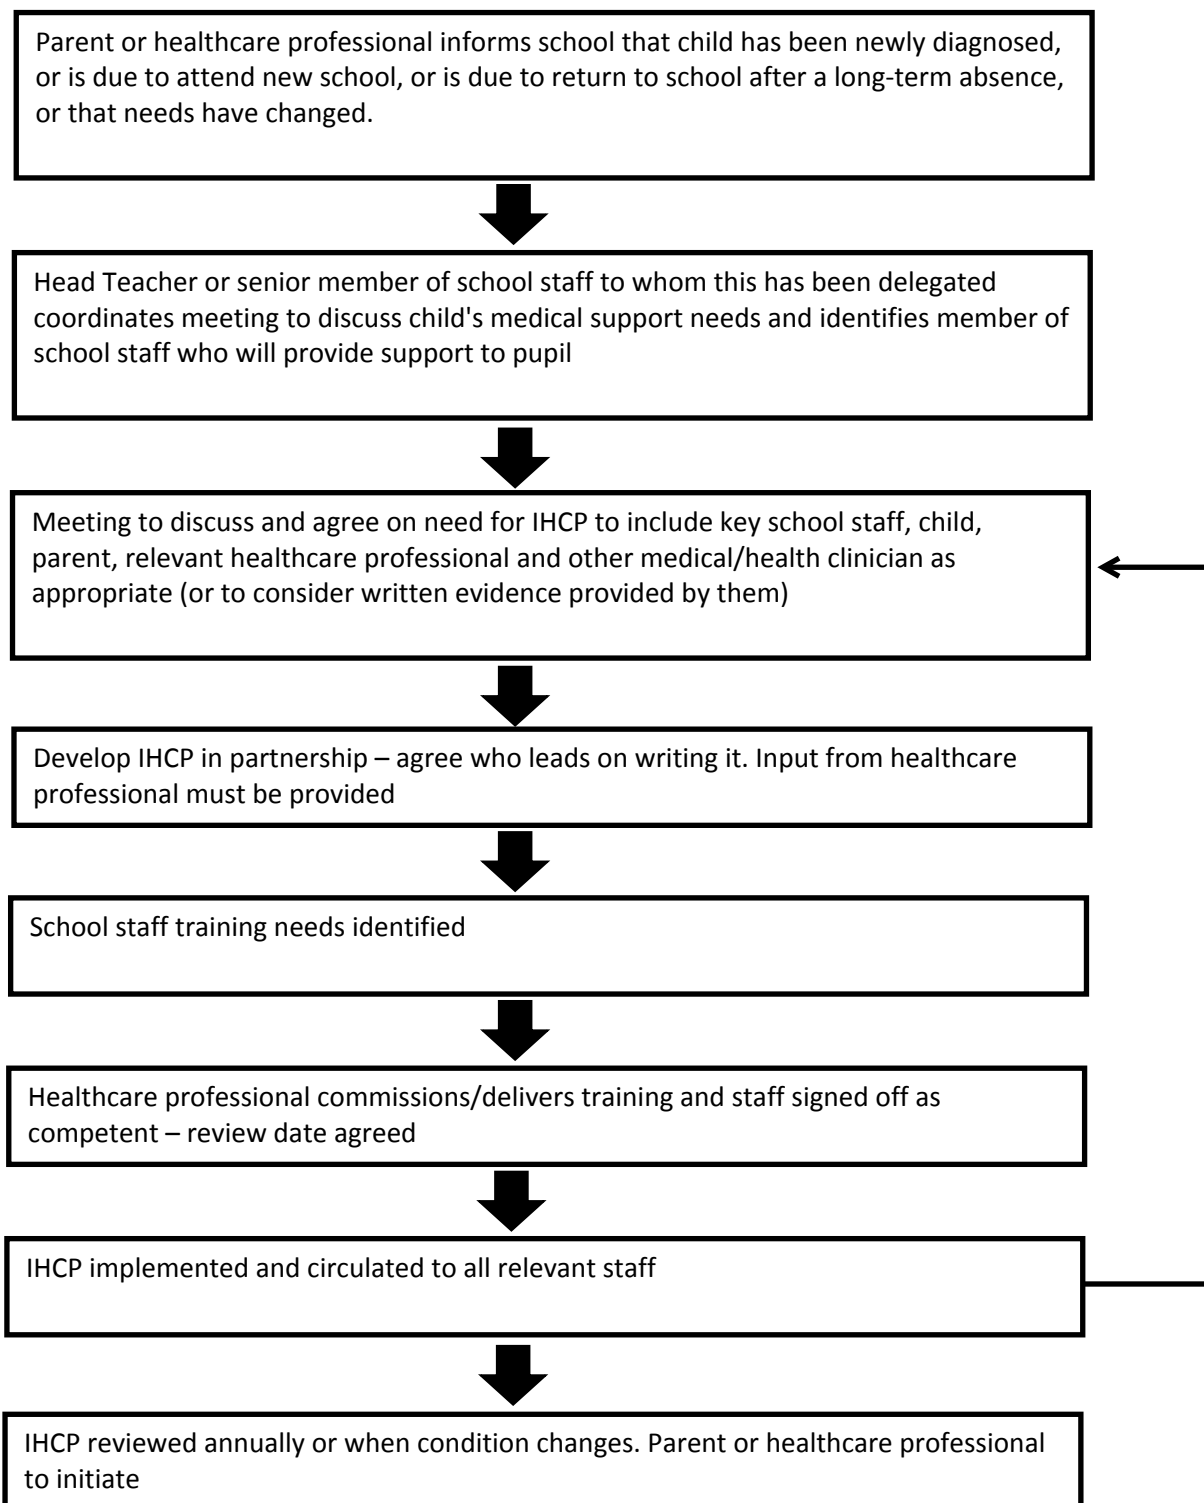 Parent or healthcare professional informs school that child has been newly diagnosed,
or is due to attend new school, or is due to return to school after a long-term absence,
or that needs have changed.
Head Teacher or senior member of school staff to whom this has been delegated
coordinates meeting to discuss child's medical support needs and identifies member of
school staff who will provide support to pupil
Meeting to discuss and agree on need for IHCP to include key school staff, child,
parent, relevant healthcare professional and other medical/health clinician as
appropriate (or to consider written evidence provided by them)
Develop IHCP in partnership – agree who leads on writing it. Input from healthcare
professional must be provided
School staff training needs identified
Healthcare professional commissions/delivers training and staff signed off as
competent – review date agreed
IHCP implemented and circulated to all relevant staff
IHCP reviewed annually or when condition changes. Parent or healthcare professional
to initiate